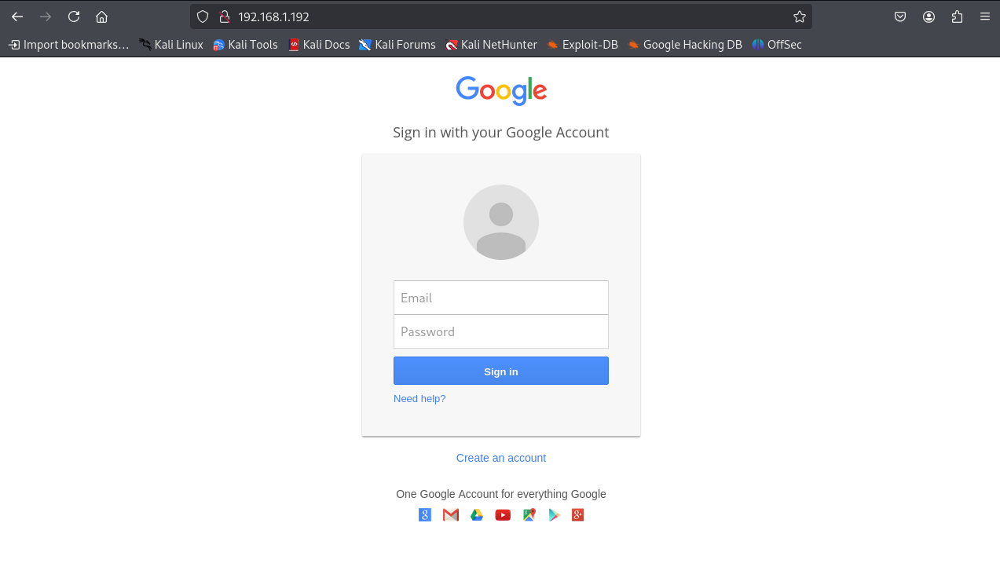 192.168.1.192
Import bookmarks... Kali Linux Kali Tools Kali Docs Kali Forums Kali NetHunter Exploit-DB Google Hacking DB OffSec
Google
Sign in with your Google Account
Email
Password
Sign in
Need help?
Create an account
One Google Account for everything Google